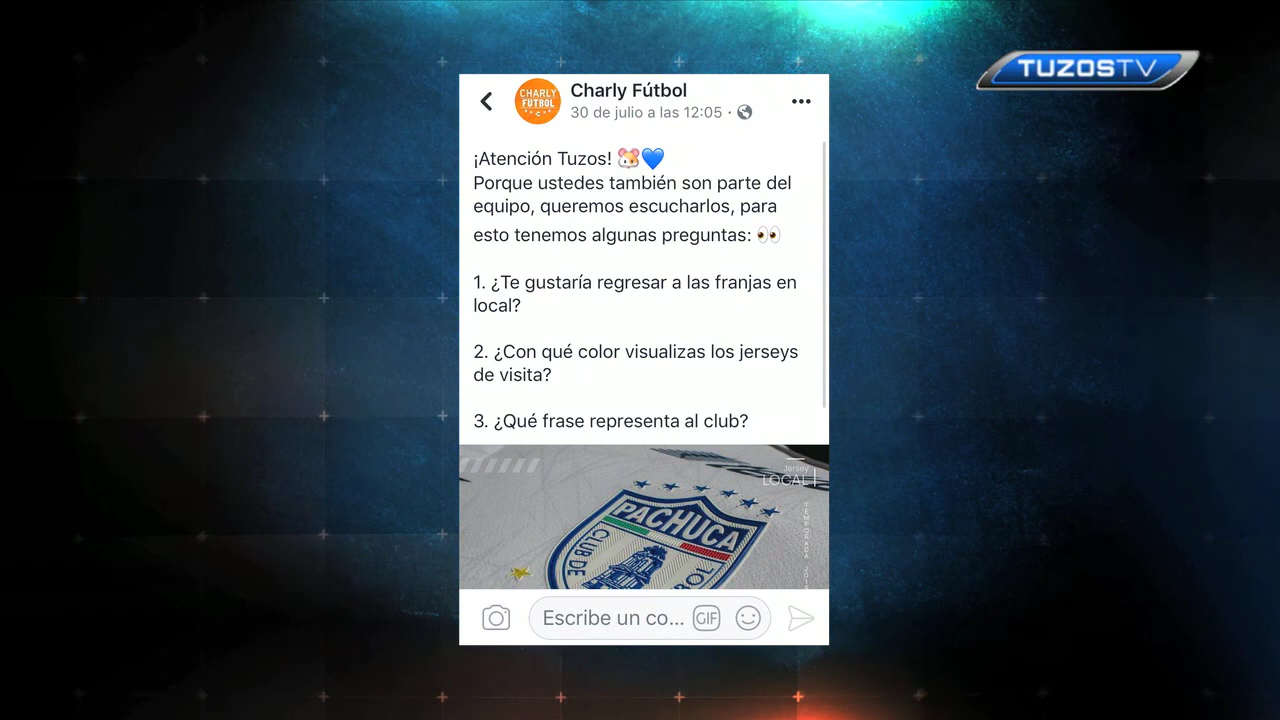 TUZOSTV
CHARLY
FÚTBOL
Charly Fútbol
30 de julio a las 12:05 ·
¡Atención Tuzos! 🐹💙
Porque ustedes también son parte del
equipo, queremos escucharlos, para
esto tenemos algunas preguntas: 👀
1. ¿Te gustaría regresar a las franjas en
local?
2. ¿Con qué color visualizas los jerseys
de visita?
3. ¿Qué frase representa al club?
Jersey
LOCAL
TEMPORADA
PACHUCA
CLUB DE
Escribe un co...
GIF